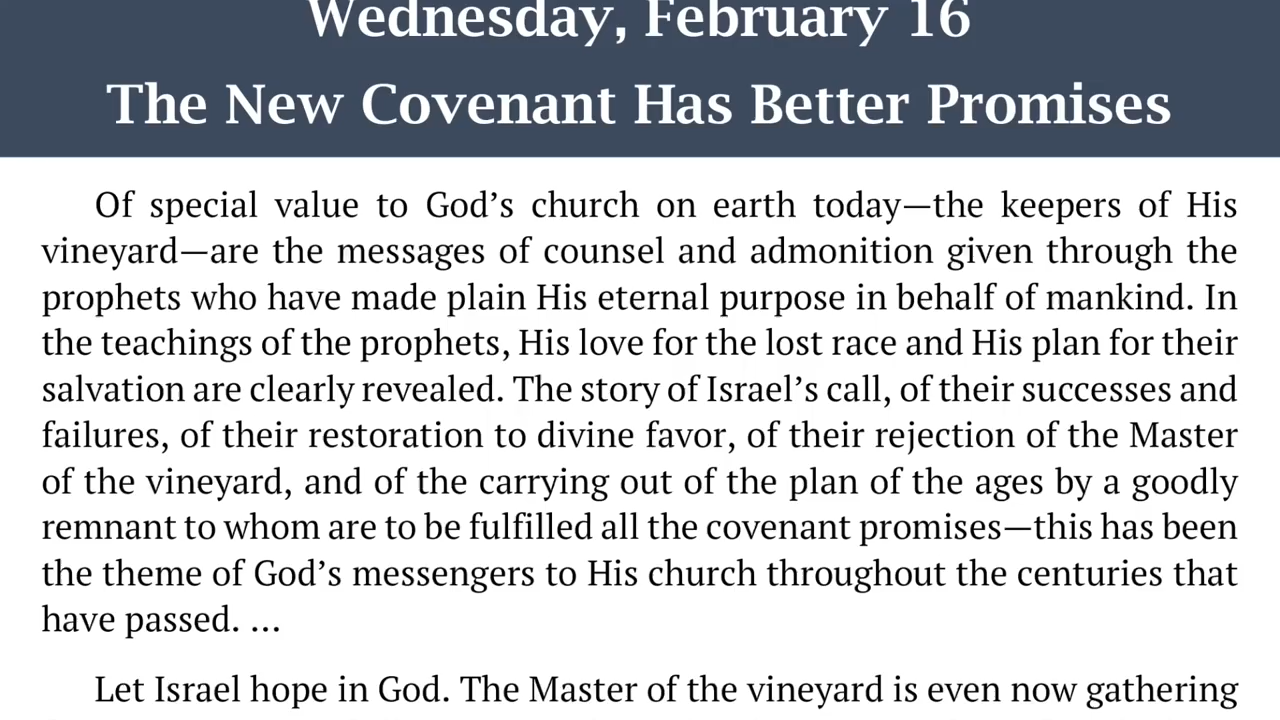 Wednesday, February 16
The New Covenant Has Better Promises
Of special value to God’s church on earth today—the keepers of His
vineyard—are the messages of counsel and admonition given through the
prophets who have made plain His eternal purpose in behalf of mankind. In
the teachings of the prophets, His love for the lost race and His plan for their
salvation are clearly revealed. The story of Israel’s call, of their successes and
failures, of their restoration to divine favor, of their rejection of the Master
of the vineyard, and of the carrying out of the plan of the ages by a goodly
remnant to whom are to be fulfilled all the covenant promises—this has been
the theme of God’s messengers to His church throughout the centuries that
have passed. …
Let Israel hope in God. The Master of the vineyard is even now gathering